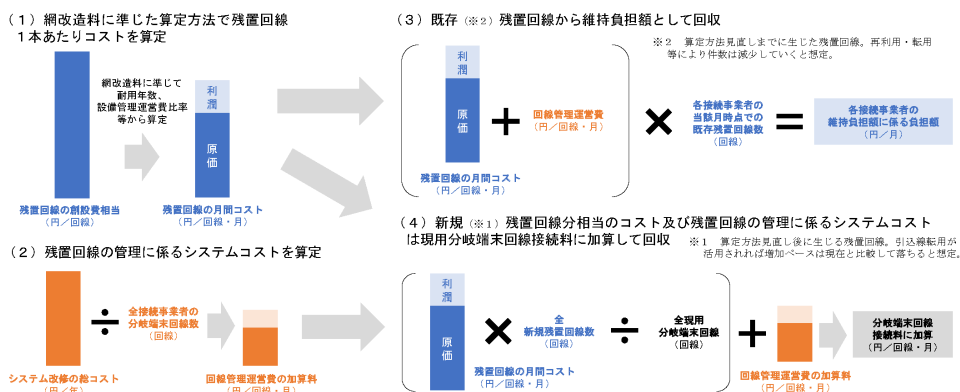 （１）網改造料に準じた算定方法で残置回線
１本あたりコストを算定
網改造料に準じて
耐用年数、
設備管理運営費比率
等から算定
利潤
原価
残置回線の創設費相当
（円／回線）
残置回線の月間コスト
（円／回線・月）
（２）残置回線の管理に係るシステムコストを算定
÷
全接続事業者の
分岐端末回線数
（回線）
システム改修の総コスト
（円／年）
回線管理運営費の加算料
（円／回線・月）
（３）既存（※２）残置回線から維持負担額として回収
※２　算定方法見直しまでに生じた残置回線。再利用・転用
等により件数は減少していくと想定。
利潤
原価
＋
回線管理運営費
（円／回線・月）
×
各接続事業者の
当該月時点での
既存残置回線数
（回線）
＝
各接続事業者の
維持負担額に係る負担額
（円／月）
残置回線の月間コスト
（円／回線・月）
（４）新規（※１）残置回線分相当のコスト及び残置回線の管理に係るシステムコスト
は現用分岐端末回線接続料に加算して回収
※１　算定方法見直し後に生じる残置回線。引込線転用が
活用されれば増加ペースは現在と比較して落ちると想定。
利潤
原価
×
全
新規残置回線数
（回線）
÷
全現用
分岐端末回線
（回線）
＋
分岐端末回線
接続料に加算
（円／回線・月）
残置回線の月間コスト
（円／回線・月）
回線管理運営費の加算料
（円／回線・月）